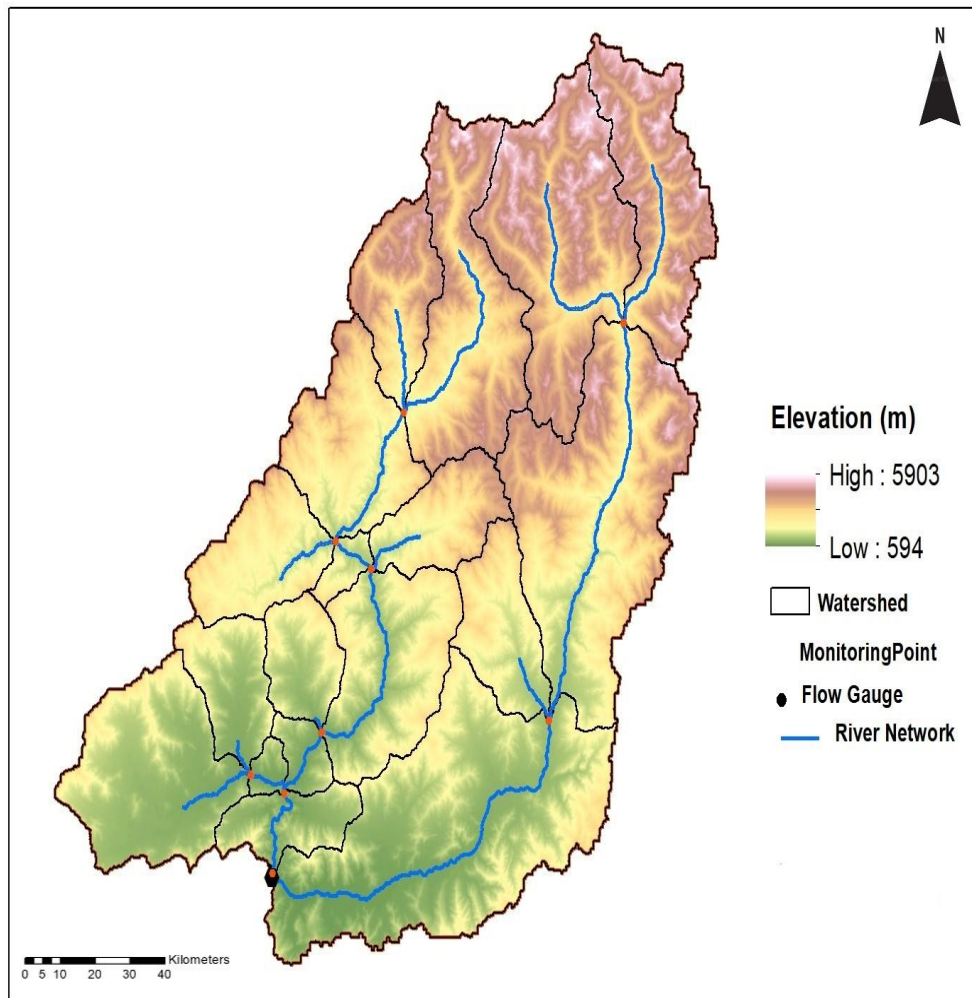 N
Elevation (m)
High : 5903
Low : 594
Watershed
MonitoringPoint
Flow Gauge
River Network
Kilometers
0 5 10 20 30 40